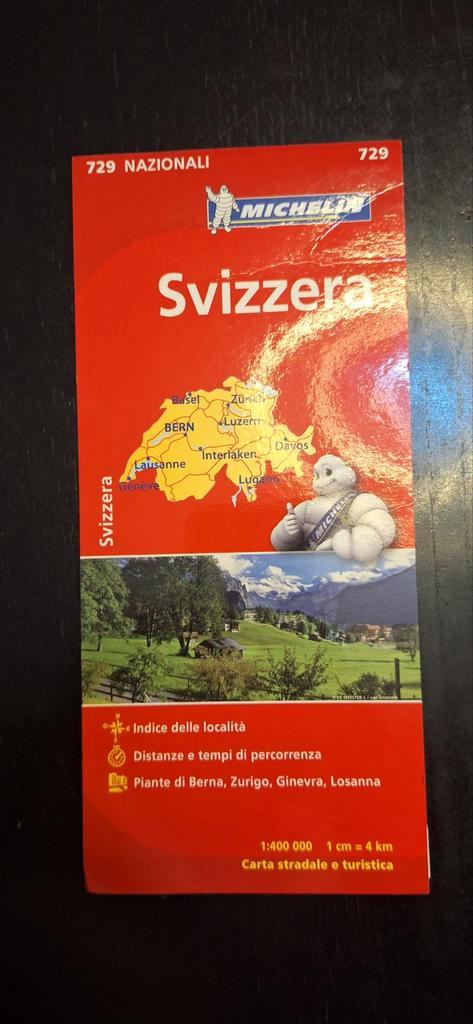 729 NAZIONALI
729
MICHELIN
Svizzera
Basel
Zürich
BERN
Luzern
Interlaken
Davos
Lausanne
Genève
Lugano
Svizzera
MICHELIN
Indice delle località
Distanze e tempi di percorrenza
Piante di Berna, Zurigo, Ginevra, Losanna
1:400 000 1 cm = 4 km
Carta stradale e turistica